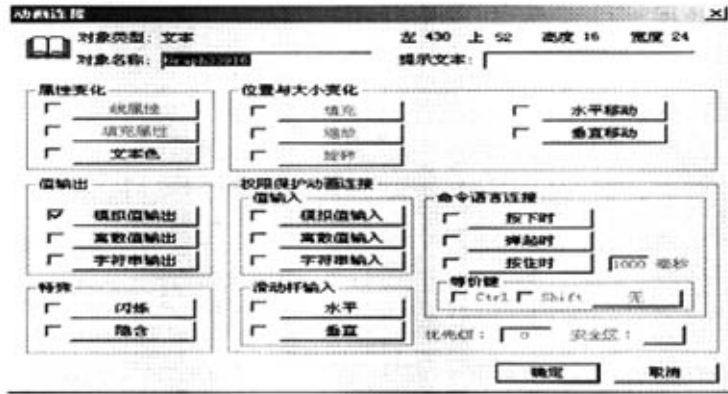 动画连接
对象类型: 文本 左 430 上 52 高度 16 宽度 24
对象名称: 提示文本:
属性变化
线属性
填充属性
文本色
位置与大小变化
填充
缩放
旋转
水平移动
垂直移动
值输出
模拟值输出
离散值输出
字符串输出
权限保护动画连接
值输入
模拟值输入
离散值输入
字符串输入
命令语言连接
按下时
弹起时
按住时 1000 毫秒
等价键
Ctrl Shift 无
特殊
闪烁
隐含
滑动杆输入
水平
垂直
优先级: 0 安全区:
确定 取消